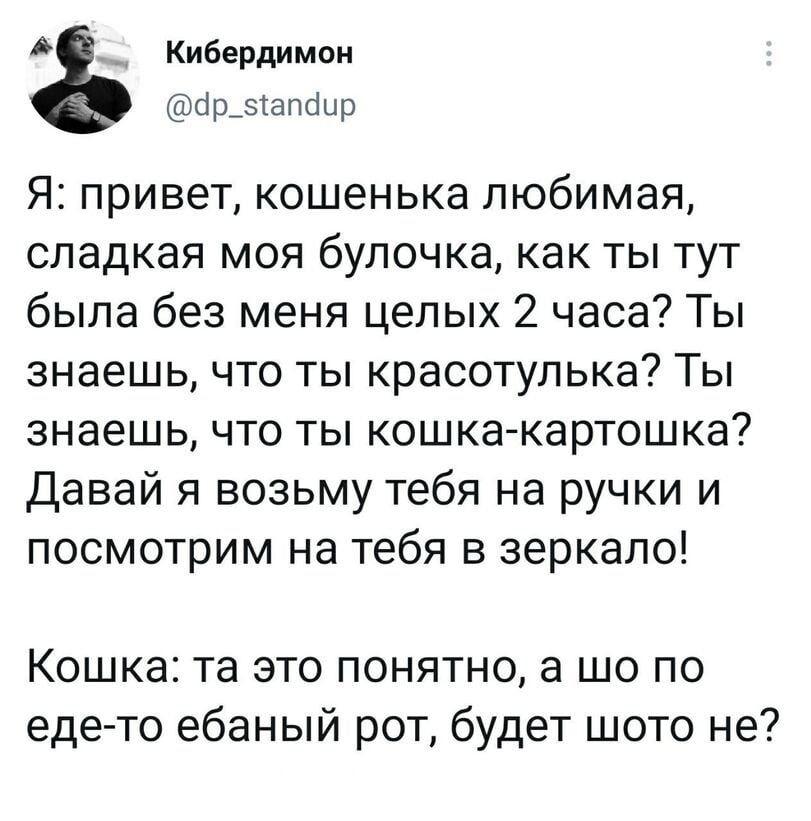 Кибердимон
@dp_standup
Я: привет, кошенька любимая,
сладкая моя булочка, как ты тут
была без меня целых 2 часа? Ты
знаешь, что ты красотулька? Ты
знаешь, что ты кошка-картошка?
Давай я возьму тебя на ручки и
посмотрим на тебя в зеркало!
Кошка: та это понятно, а шо по
еде-то ебаный рот, будет шото не?